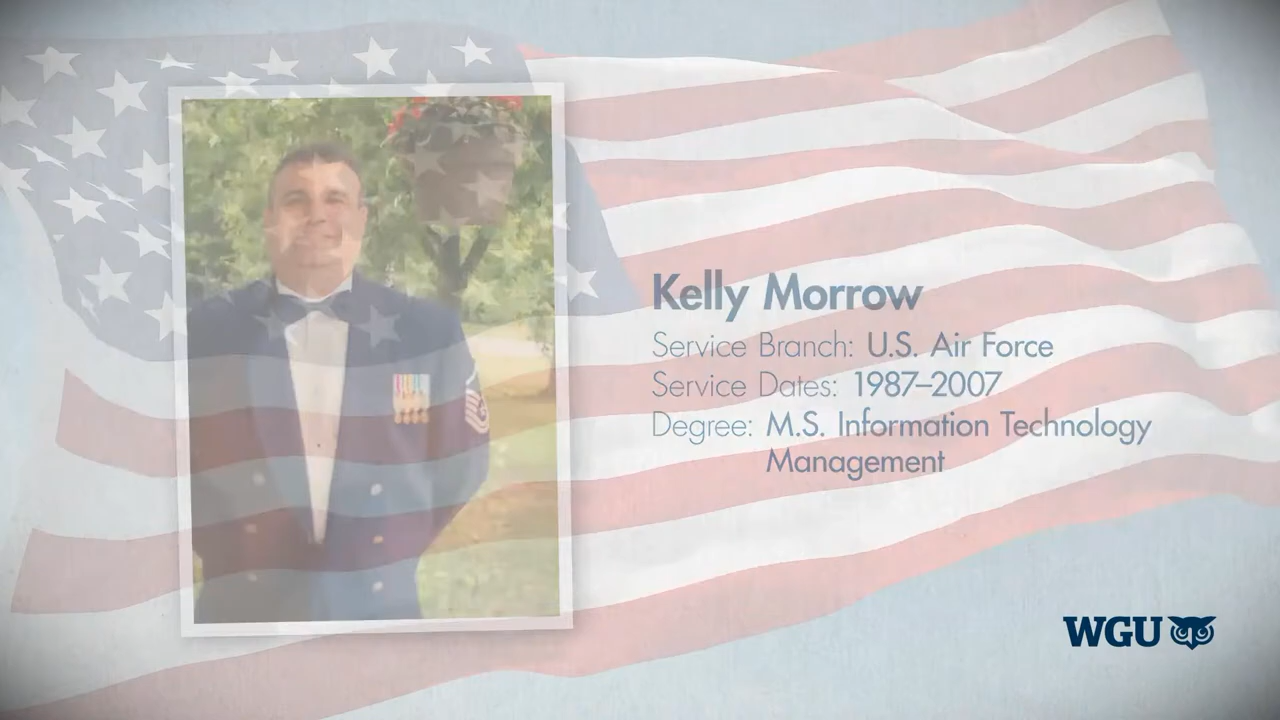 Kelly Morrow
Service Branch: U.S. Air Force
Service Dates: 1987–2007
Degree: M.S. Information Technology
Management
WGU